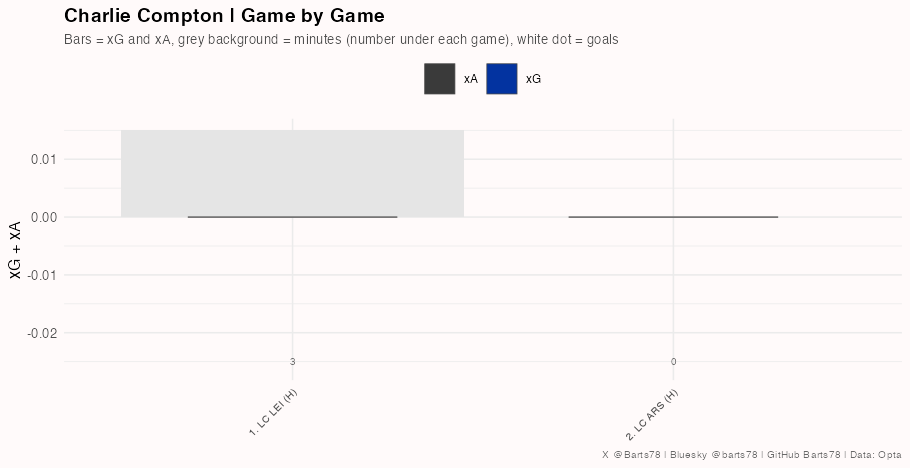 Charlie Compton | Game by Game
Bars = xG and xA, grey background = minutes (number under each game), white dot = goals
xA xG
0.01
0.00
-0.01
-0.02
xG + xA
3 0
1. LC LEI (H) 2. LC ARS (H)
X @Barts78 | Bluesky @barts78 | GitHub Barts78 | Data: Opta